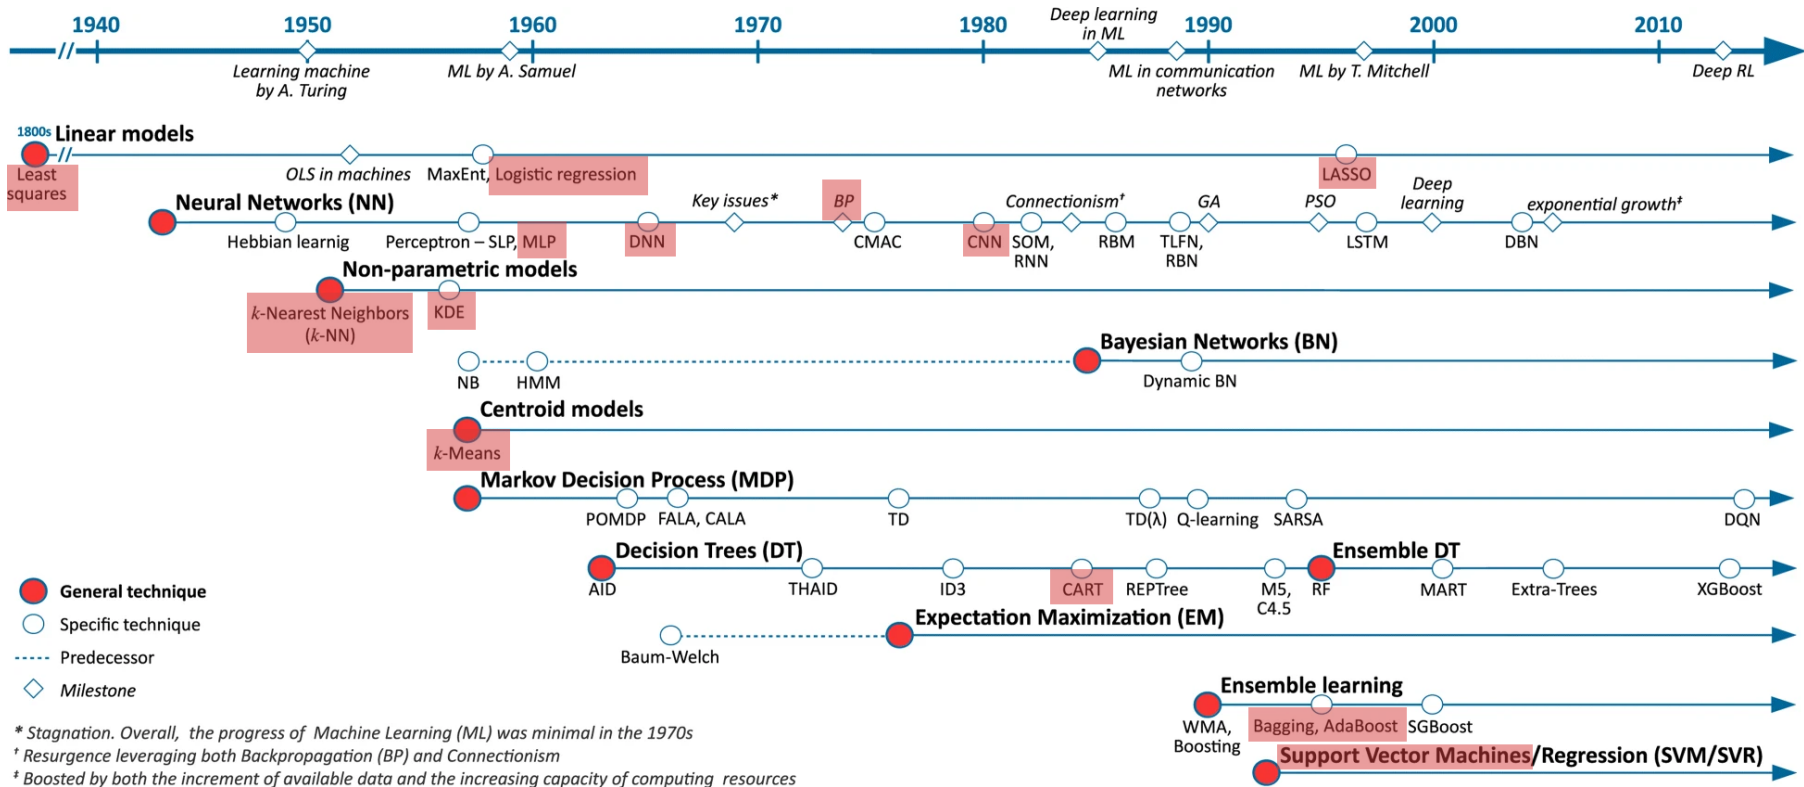 1940 1950 1960 1970 1980 1990 2000 2010
Deep learning
in ML
Learning machine
by A. Turing
ML by A. Samuel
ML in communication
networks
ML by T. Mitchell
Deep RL
1800s Linear models
Least
squares
OLS in machines
MaxEnt, Logistic regression
LASSO
Neural Networks (NN)
Key issues*
BP
Connectionism†
GA
PSO
Deep
learning
exponential growth‡
Hebbian learnig
Perceptron – SLP, MLP
DNN
CMAC
CNN
SOM,
RNN
RBM
TLFN,
RBN
LSTM
DBN
Non-parametric models
k-Nearest Neighbors
(k-NN)
KDE
Bayesian Networks (BN)
NB
HMM
Dynamic BN
Centroid models
k-Means
Markov Decision Process (MDP)
POMDP
FALA, CALA
TD
TD(λ)
Q-learning
SARSA
DQN
Decision Trees (DT)
Ensemble DT
AID
THAID
ID3
CART
REPTree
M5,
C4.5
RF
MART
Extra-Trees
XGBoost
Expectation Maximization (EM)
Baum-Welch
Ensemble learning
WMA,
Boosting
Bagging, AdaBoost
SGBoost
Support Vector Machines/Regression (SVM/SVR)
General technique
Specific technique
Predecessor
Milestone
* Stagnation. Overall, the progress of Machine Learning (ML) was minimal in the 1970s
† Resurgence leveraging both Backpropagation (BP) and Connectionism
‡ Boosted by both the increment of available data and the increasing capacity of computing resources